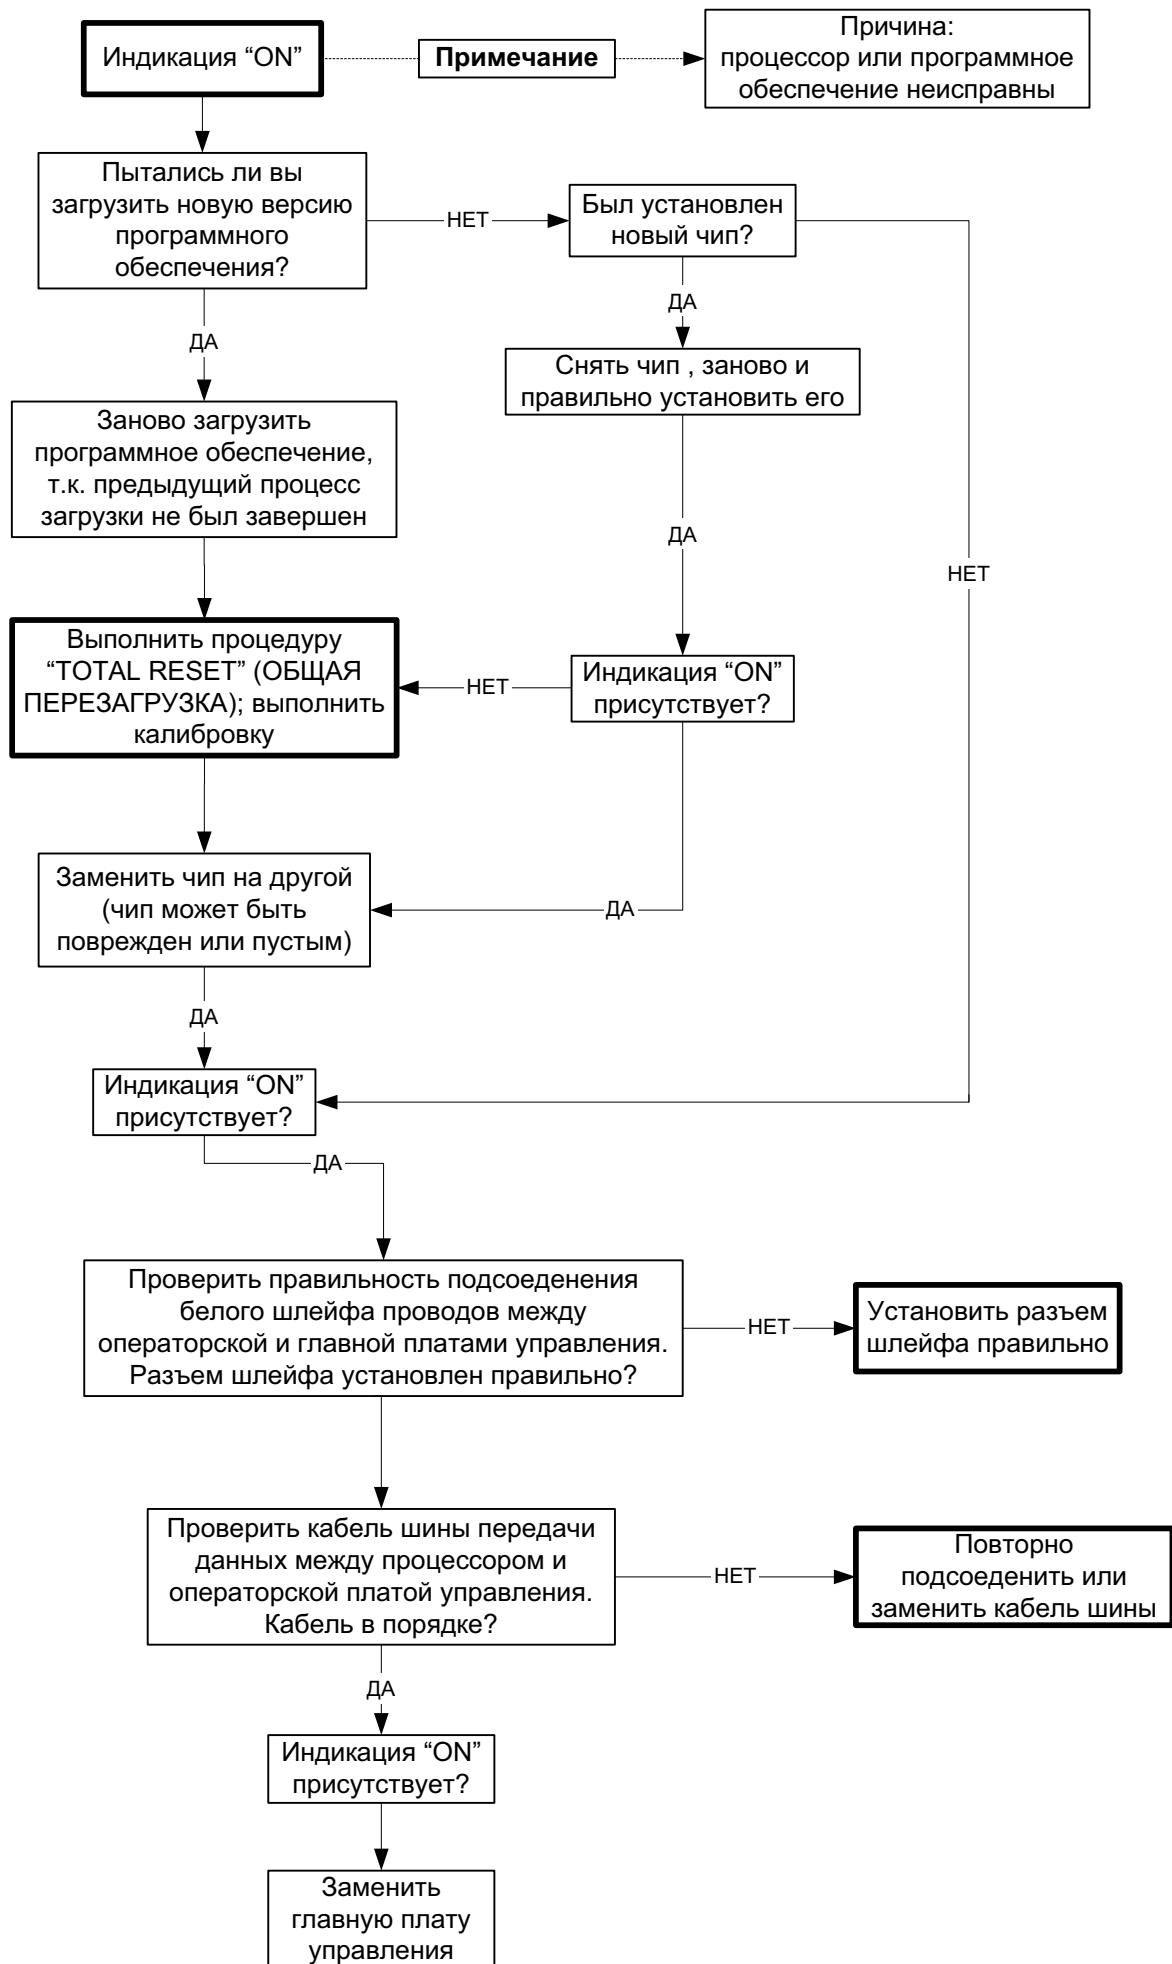 Индикация “ON”
Примечание
Причина:
процессор или программное
обеспечение неисправны
Пытались ли вы
загрузить новую версию
программного
обеспечения?
НЕТ
Был установлен
новый чип?
ДА
ДА
Снять чип , заново и
правильно установить его
Заново загрузить
программное обеспечение,
т.к. предыдущий процесс
загрузки не был завершен
ДА
НЕТ
Выполнить процедуру
“TOTAL RESET” (ОБЩАЯ
ПЕРЕЗАГРУЗКА); выполнить
калибровку
НЕТ
Индикация “ON”
присутствует?
Заменить чип на другой
(чип может быть
поврежден или пустым)
ДА
ДА
Индикация “ON”
присутствует?
ДА
Проверить правильность подсоеденения
белого шлейфа проводов между
операторской и главной платами управления.
Разъем шлейфа установлен правильно?
НЕТ
Установить разъем
шлейфа правильно
Проверить кабель шины передачи
данных между процессором и
операторской платой управления.
Кабель в порядке?
НЕТ
Повторно
подсоеденить или
заменить кабель шины
ДА
Индикация “ON”
присутствует?
Заменить
главную плату
управления